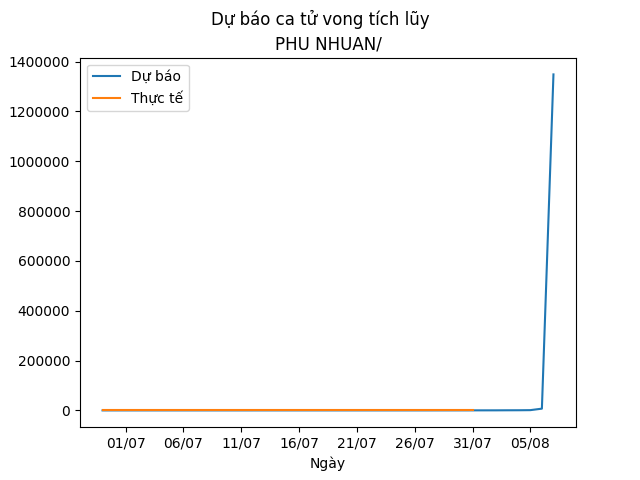 Dự báo ca tử vong tích lũy
PHU NHUAN/
Dự báo
Thực tế
1400000
1200000
1000000
800000
600000
400000
200000
0
01/07 06/07 11/07 16/07 21/07 26/07 31/07 05/08
Ngày